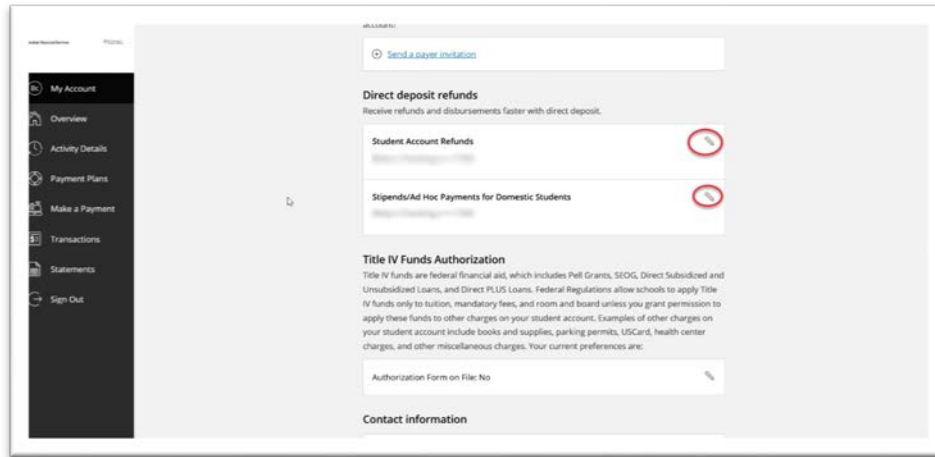 account?
Send a payer invitation
Direct deposit refunds
Receive refunds and disbursements faster with direct deposit.
Student Account Refunds
Stipends/Ad Hoc Payments for Domestic Students
Title IV Funds Authorization
Title IV funds are federal financial aid, which includes Pell Grants, SEOG, Direct Subsidized and
Unsubsidized Loans, and Direct PLUS Loans. Federal Regulations allow schools to apply Title
IV funds only to tuition, mandatory fees, and room and board unless you grant permission to
apply these funds to other charges on your student account. Examples of other charges on
your student account include books and supplies, parking permits, USCard, health center
charges, and other miscellaneous charges. Your current preferences are:
Authorization Form on File: No
Contact information
My Account
Overview
Activity Details
Payment Plans
Make a Payment
Transactions
Statements
Sign Out